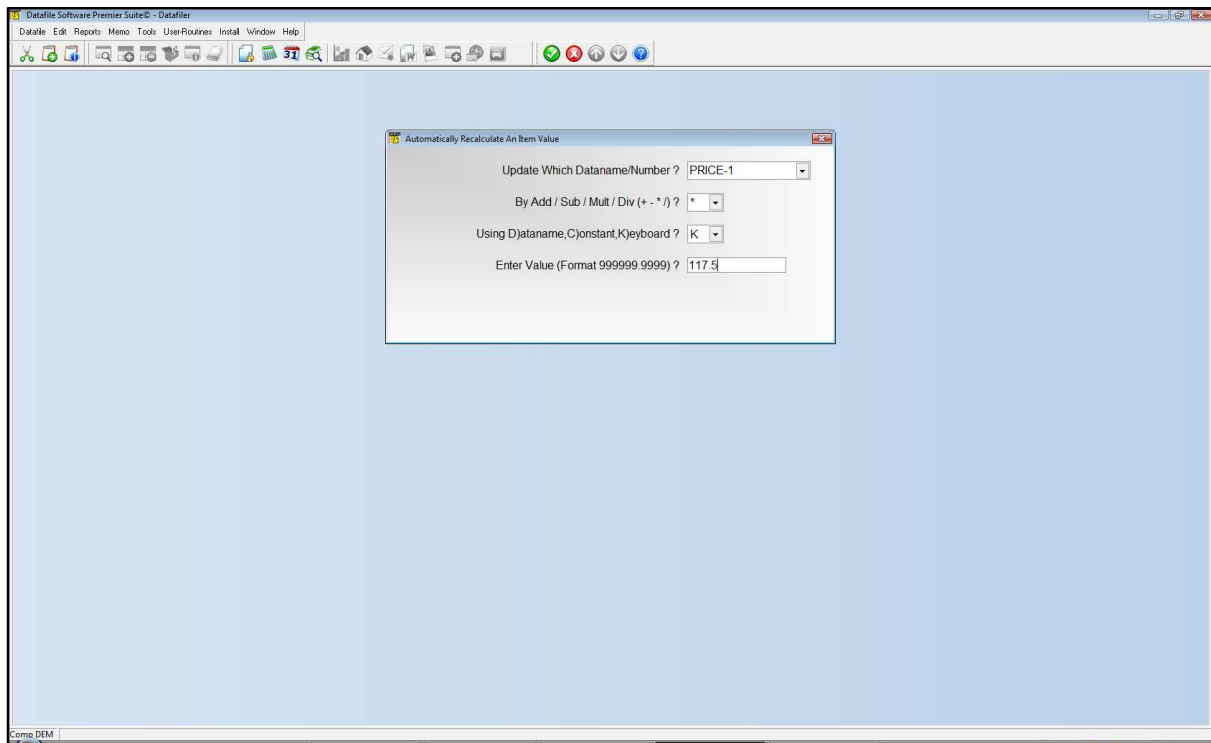 Datafile Software Premier Suite© - Datafiler
Datafile Edit Reports Memo Tools User-Routines Install Window Help
31
Automatically Recalculate An Item Value
Update Which Dataname/Number ? PRICE-1
By Add / Sub / Mult / Div (+ - * /) ? *
Using D)ataname,C)onstant,K)eyboard ? K
Enter Value (Format 999999.9999) ? 117.5
Comp DEM